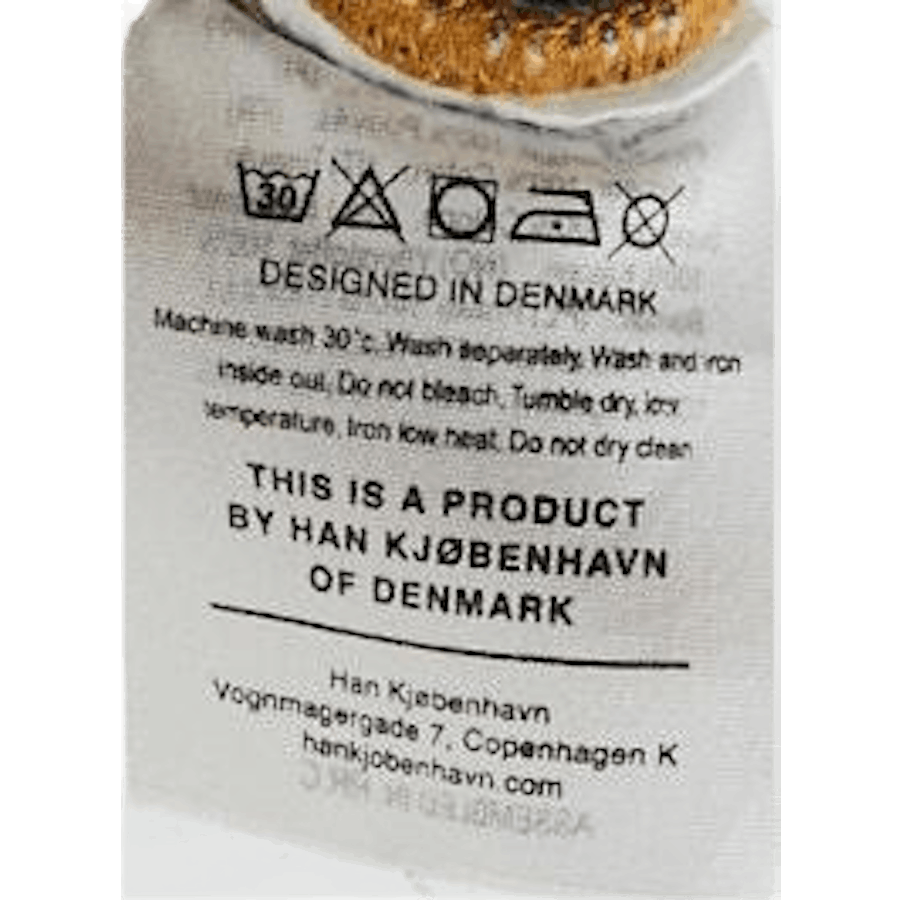 30
DESIGNED IN DENMARK
Machine wash 30°c, Wash separately, Wash and iron
inside out, Do not bleach, Tumble dry, low
temperature, Iron low heat, Do not dry clean
THIS IS A PRODUCT
BY HAN KJØBENHAVN
OF DENMARK
Han Kjøbenhavn
Vognmagergade 7, Copenhagen K
hankjobenhavn.com